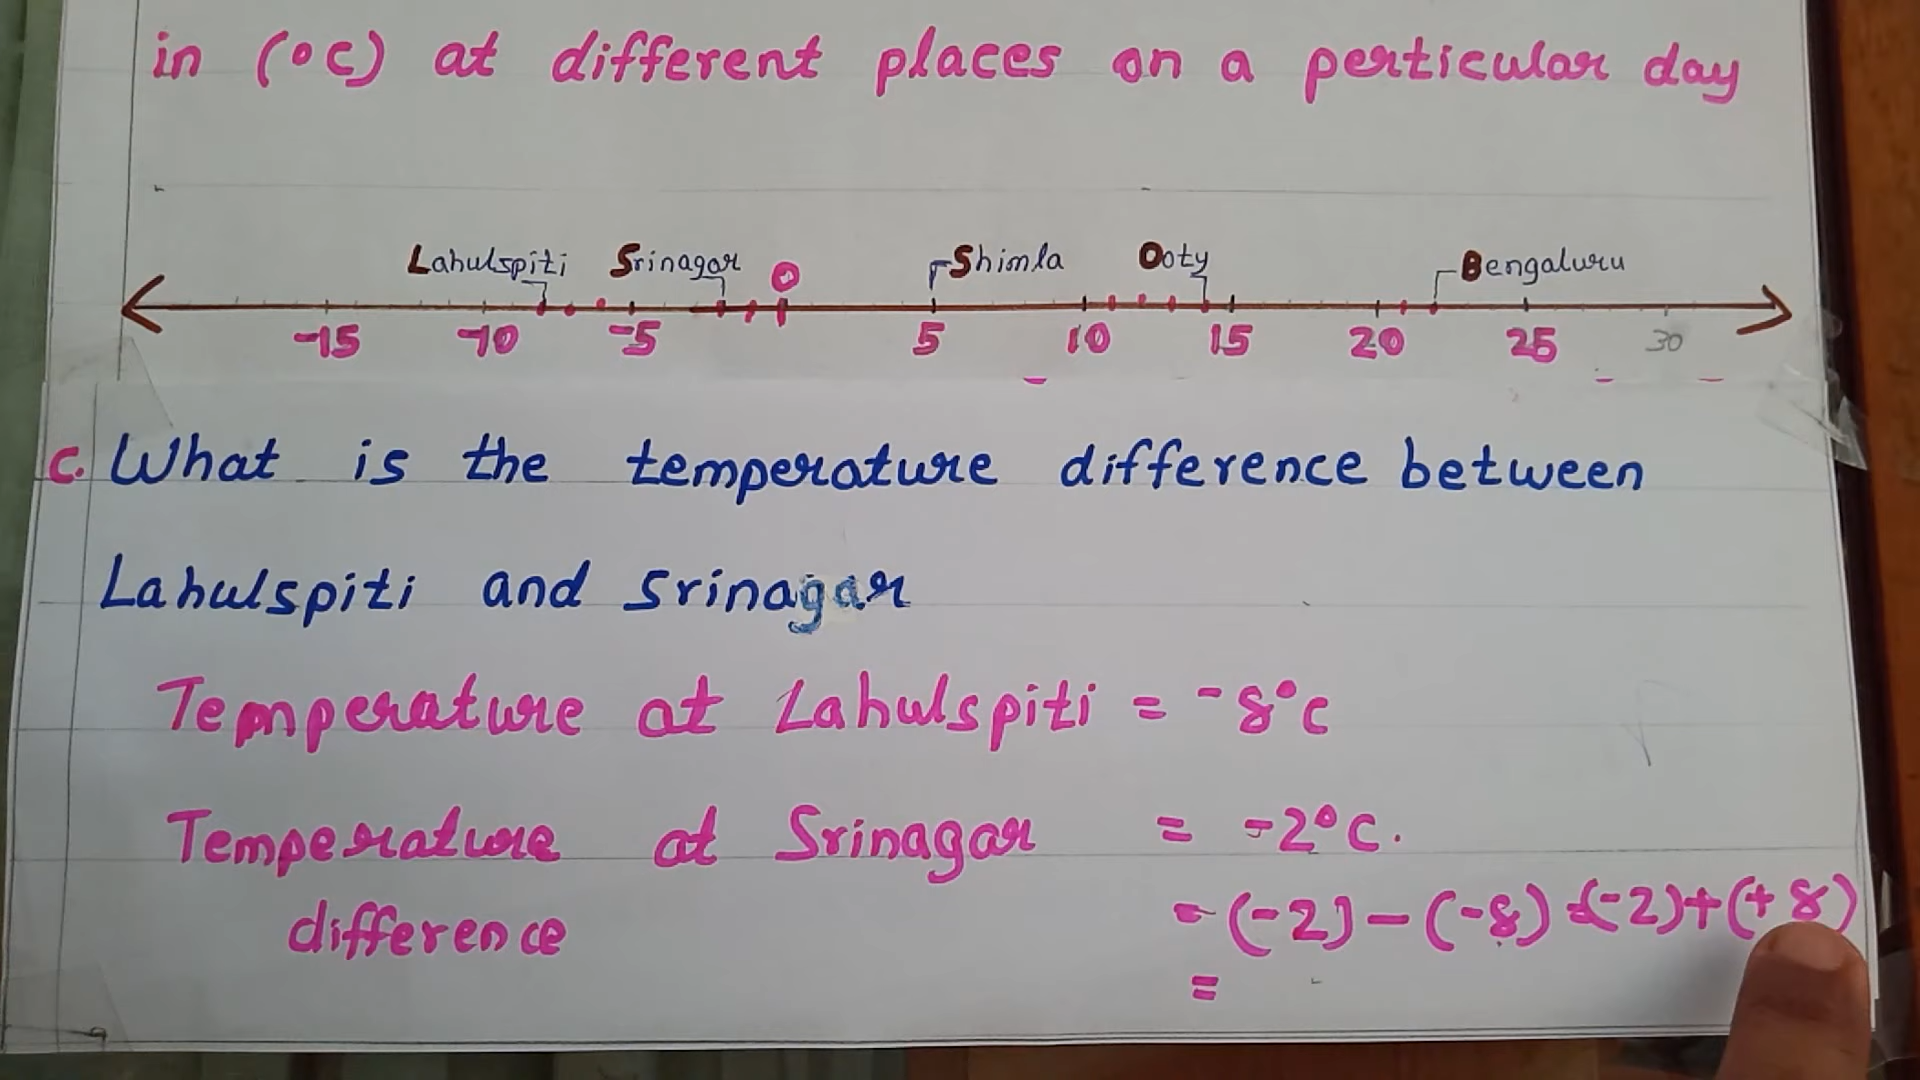 in (°C) at different places on a perticular day
Lahulspiti Srinagar 0 Shimla Ooty Bengaluru
-15 -10 -5 5 10 15 20 25 30
c. What is the temperature difference between
Lahulspiti and Srinagar
Temperature at Lahulspiti = -8°C
Temperature at Srinagar = -2°C.
difference = (-2) - (-8) = (-2) + (+8)
=